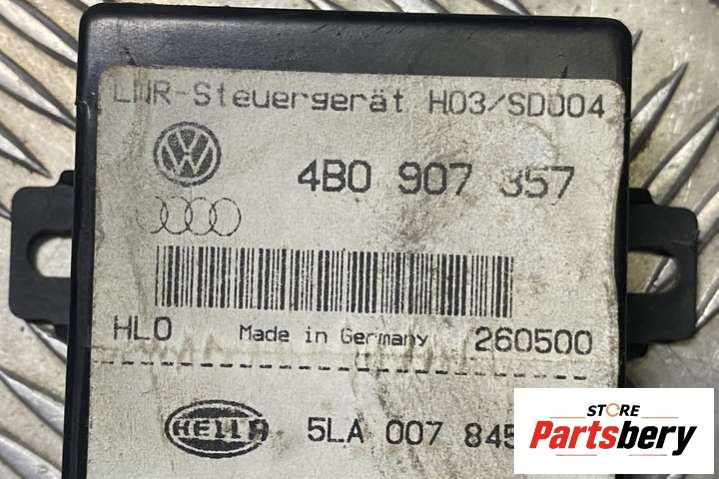 LWR-Steuergerät H03/SD004
4B0 907 357
HLO Made in Germany 260500
HELLA 5LA 007 845
STORE
Partsbery